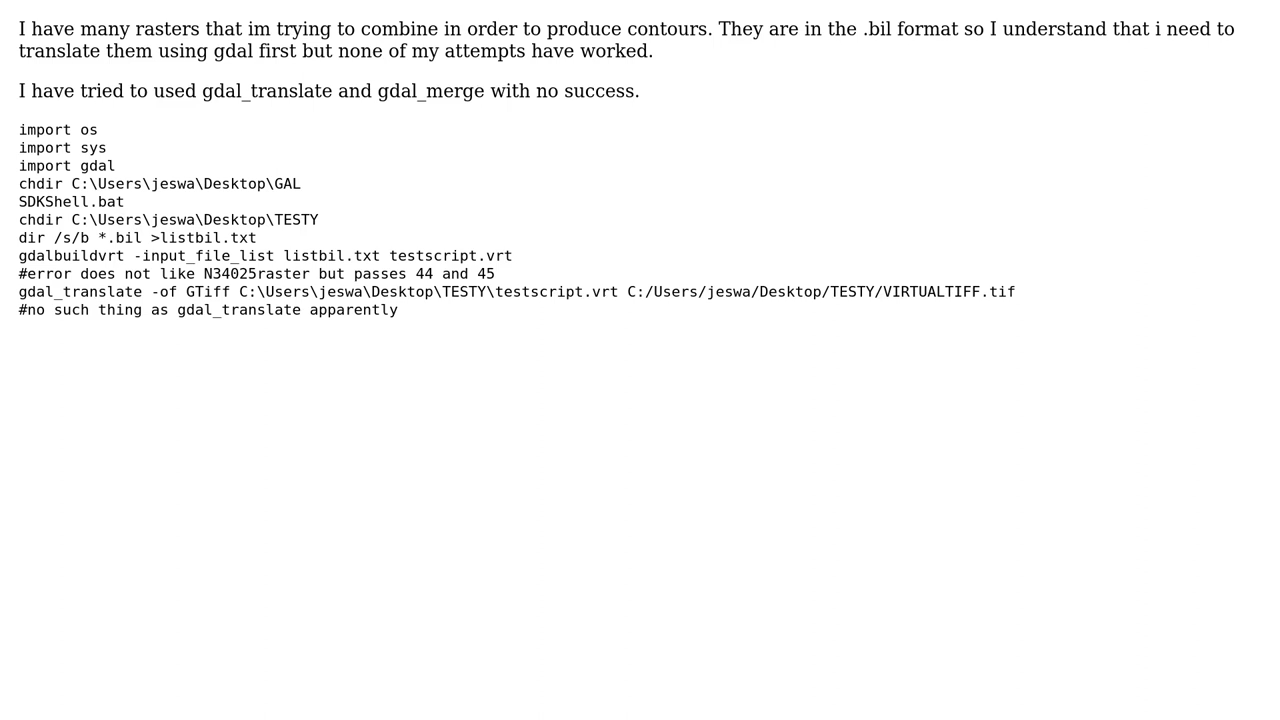 I have many rasters that im trying to combine in order to produce contours. They are in the .bil format so I understand that i need to
translate them using gdal first but none of my attempts have worked.
I have tried to used gdal_translate and gdal_merge with no success.
import os
import sys
import gdal
chdir C:\Users\jeswa\Desktop\GAL
SDKShell.bat
chdir C:\Users\jeswa\Desktop\TESTY
dir /s/b *.bil >listbil.txt
gdalbuildvrt -input_file_list listbil.txt testscript.vrt
#error does not like N34025raster but passes 44 and 45
gdal_translate -of GTiff C:\Users\jeswa\Desktop\TESTY\testscript.vrt C:/Users/jeswa/Desktop/TESTY/VIRTUALTIFF.tif
#no such thing as gdal_translate apparently